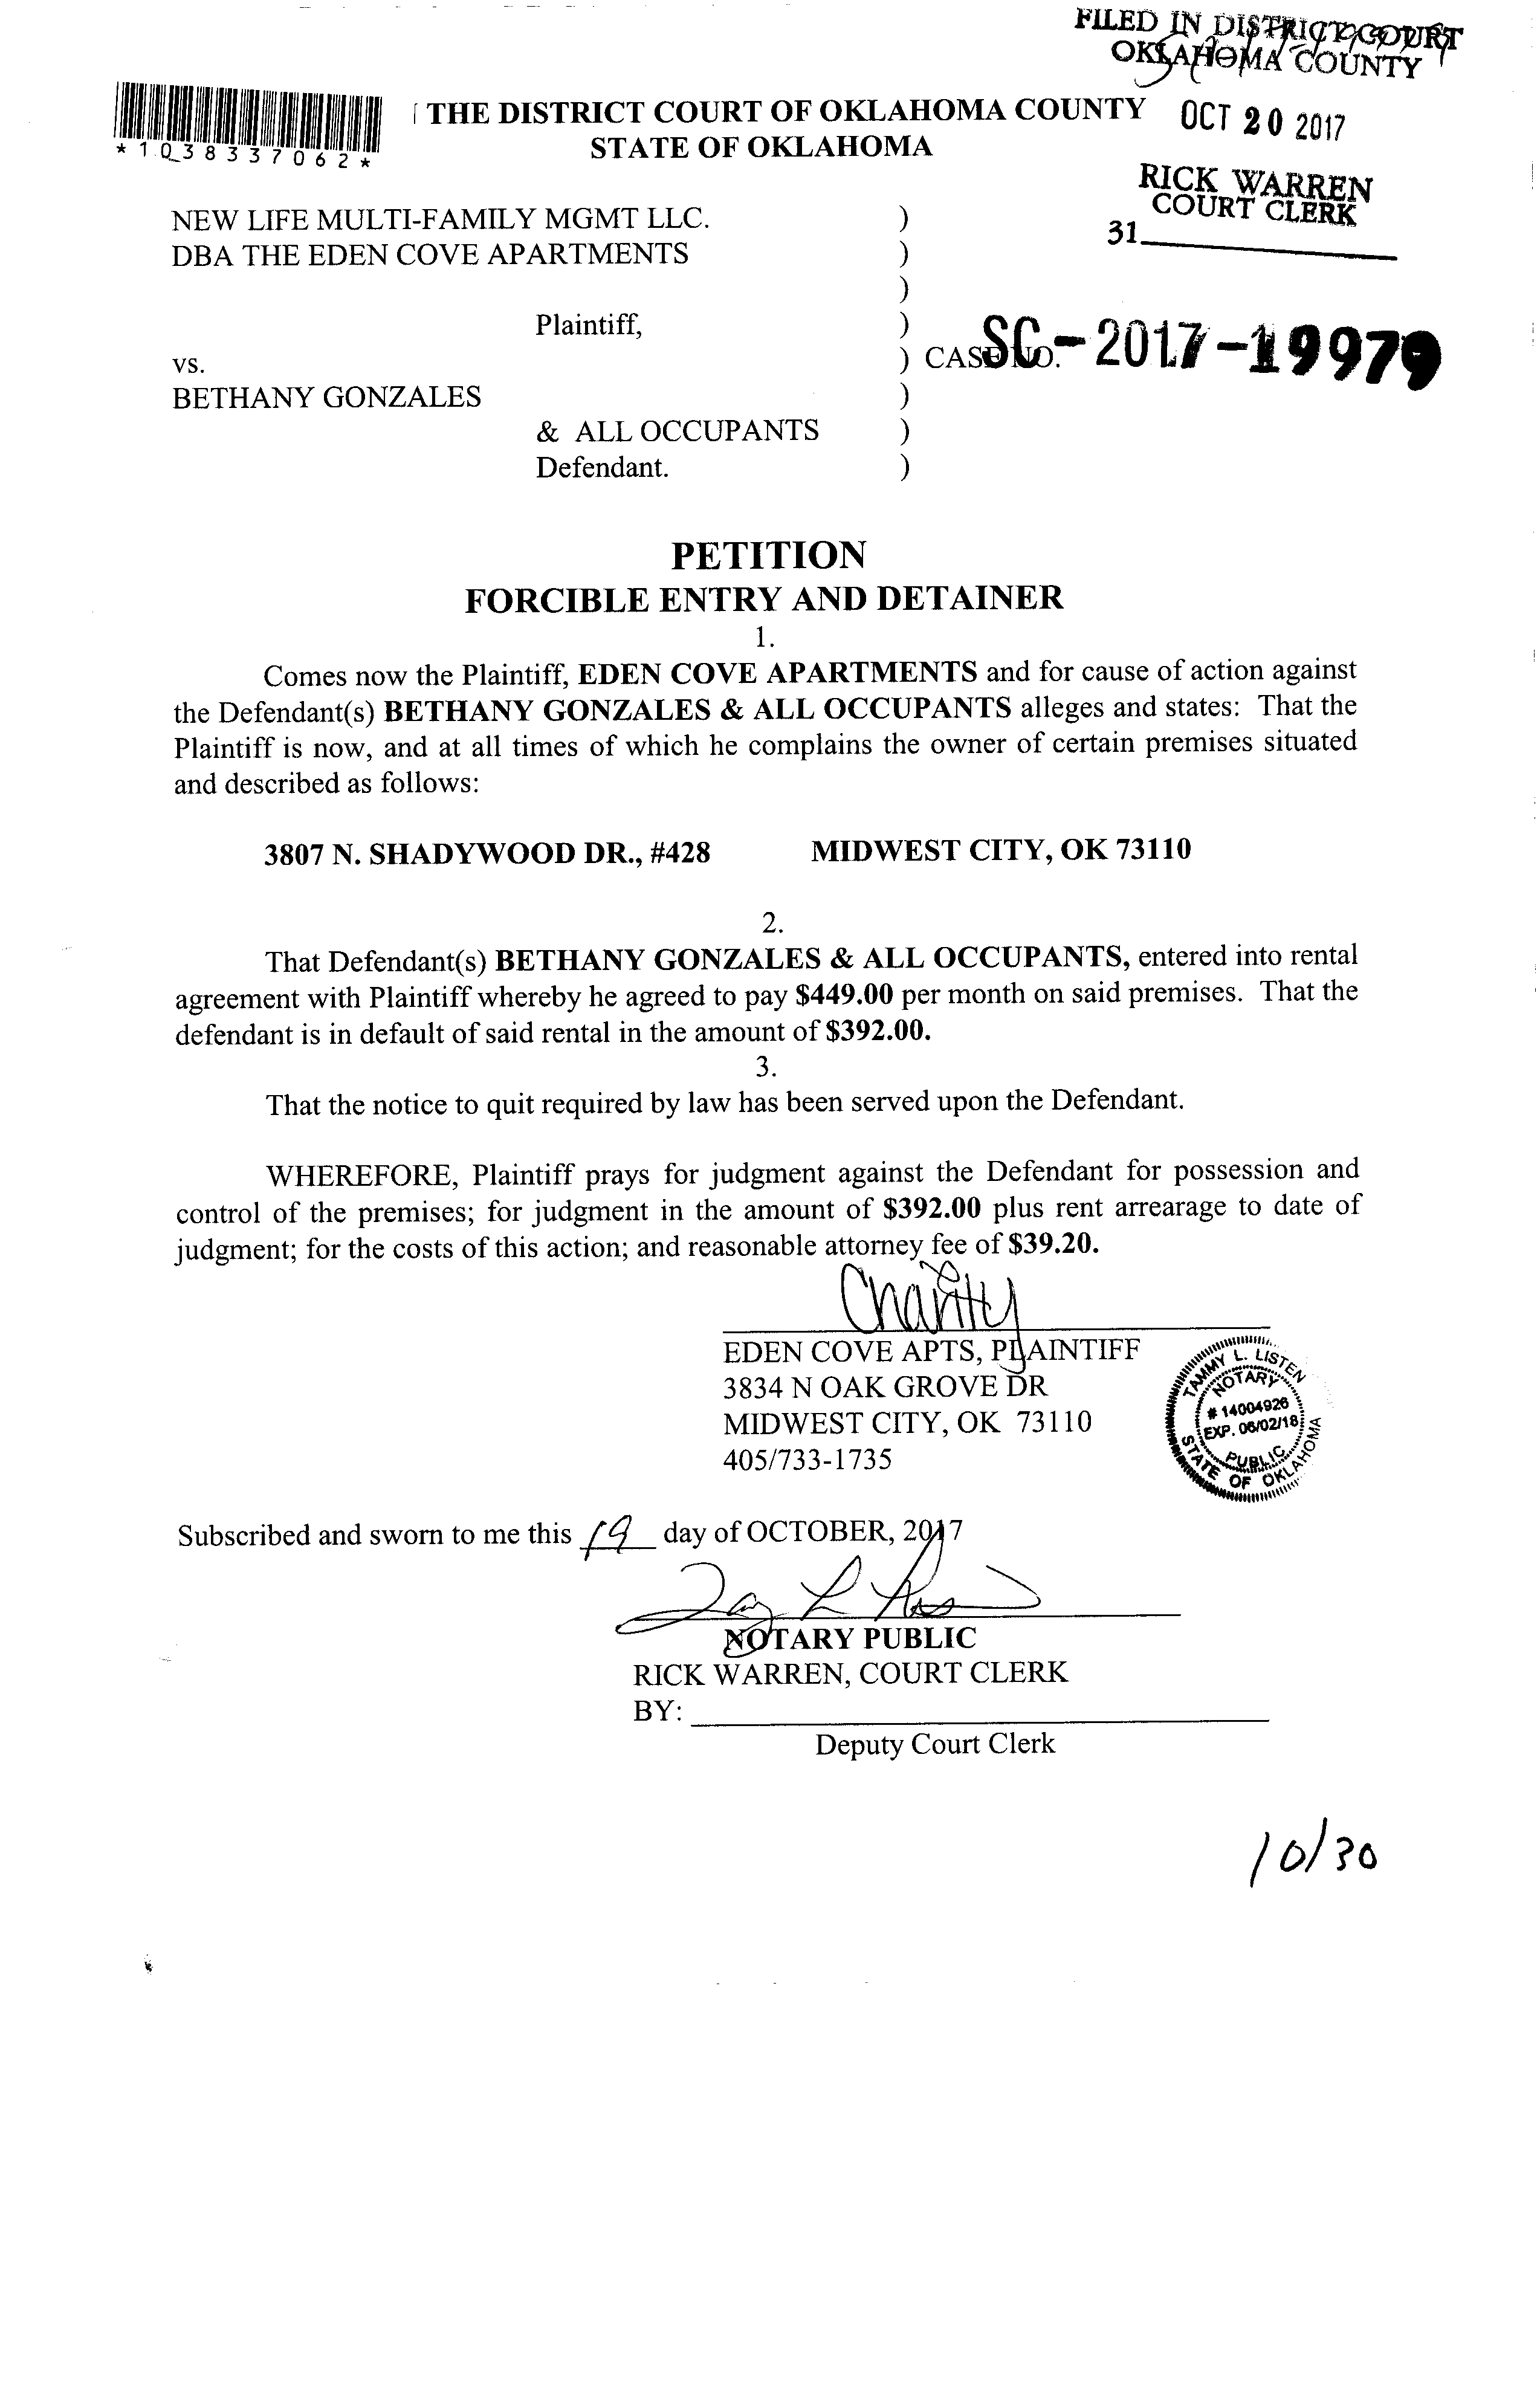 FILED IN DISTRICT COURT
OKLAHOMA COUNTY
OCT 20 2017
RICK WARREN
COURT CLERK
31
*1038337062*
THE DISTRICT COURT OF OKLAHOMA COUNTY
STATE OF OKLAHOMA
NEW LIFE MULTI-FAMILY MGMT LLC. )
DBA THE EDEN COVE APARTMENTS )
)
Plaintiff, )
vs. ) CASE NO. SC-2017-19979
BETHANY GONZALES )
& ALL OCCUPANTS )
Defendant. )
PETITION
FORCIBLE ENTRY AND DETAINER
1.
Comes now the Plaintiff, EDEN COVE APARTMENTS and for cause of action against
the Defendant(s) BETHANY GONZALES & ALL OCCUPANTS alleges and states: That the
Plaintiff is now, and at all times of which he complains the owner of certain premises situated
and described as follows:
3807 N. SHADYWOOD DR., #428 MIDWEST CITY, OK 73110
2.
That Defendant(s) BETHANY GONZALES & ALL OCCUPANTS, entered into rental
agreement with Plaintiff whereby he agreed to pay $449.00 per month on said premises. That the
defendant is in default of said rental in the amount of $392.00.
3.
That the notice to quit required by law has been served upon the Defendant.
WHEREFORE, Plaintiff prays for judgment against the Defendant for possession and
control of the premises; for judgment in the amount of $392.00 plus rent arrearage to date of
judgment; for the costs of this action; and reasonable attorney fee of $39.20.
Charity
EDEN COVE APTS, PLAINTIFF
3834 N OAK GROVE DR
MIDWEST CITY, OK 73110
405/733-1735
TAMMY L. LISTEN
NOTARY
# 14004926
EXP. 06/02/18
PUBLIC
STATE OF OKLAHOMA
Subscribed and sworn to me this 19 day of OCTOBER, 2017
NOTARY PUBLIC
RICK WARREN, COURT CLERK
BY:
Deputy Court Clerk
10/30